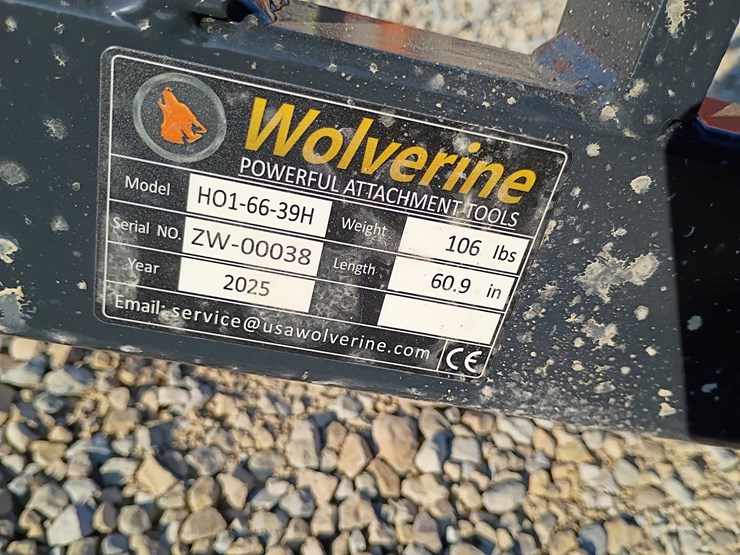 Wolverine
POWERFUL ATTACHMENT TOOLS
Model HO1-66-39H Weight 106 lbs
Serial NO. ZW-00038 Length 60.9 in
Year 2025
Email: service@usawolverine.com CE